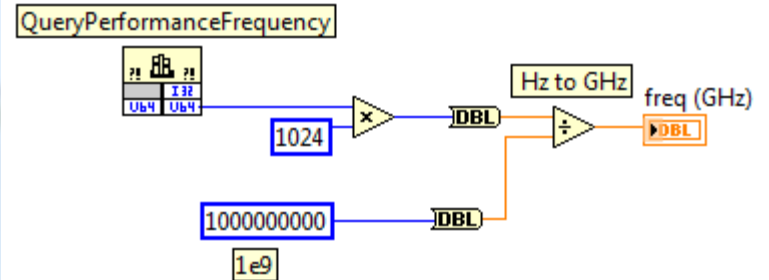 QueryPerformanceFrequency
?! ?!
I32
U64 U64
Hz to GHz
freq (GHz)
×
DBL
÷
DBL
1024
1000000000
DBL
1e9